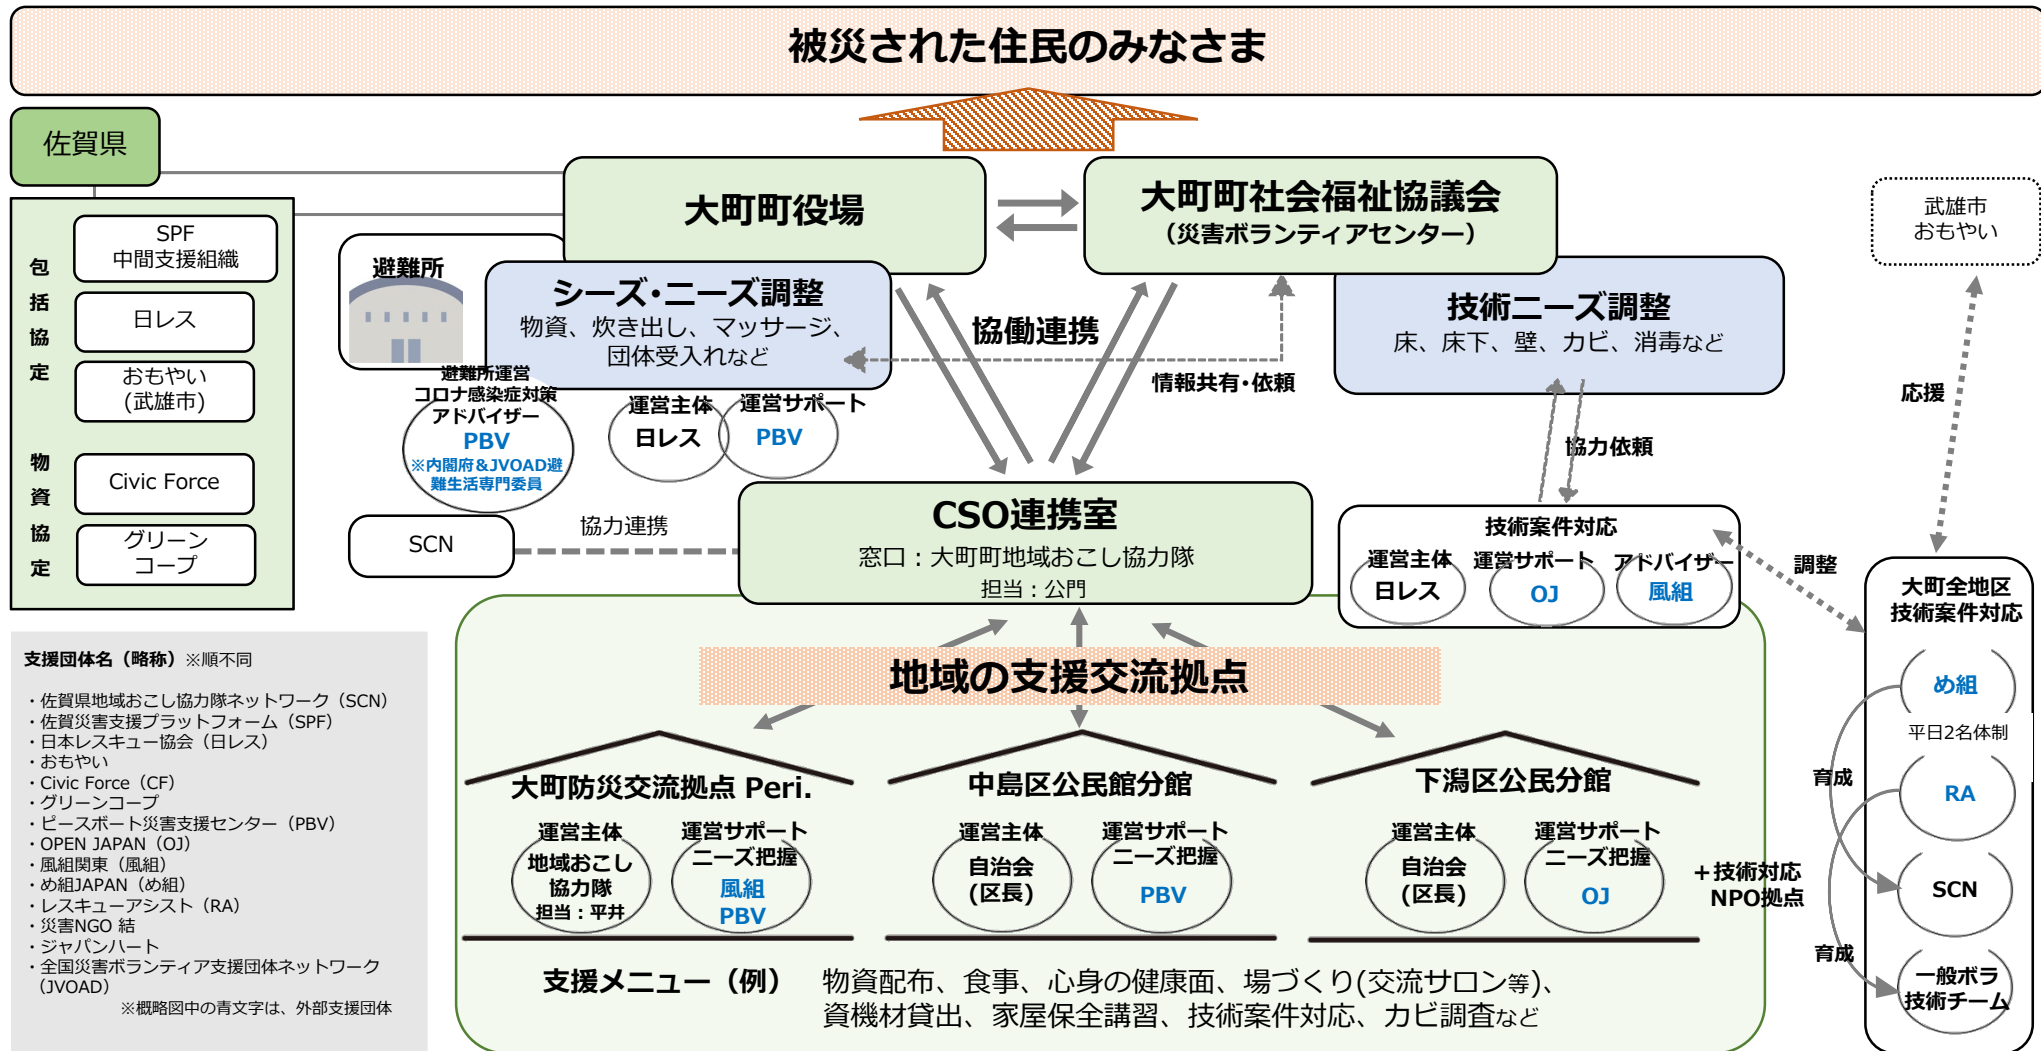 被災された住民のみなさま
佐賀県
包括協定
SPF
中間支援組織
日レス
おもやい
(武雄市)
物資協定
Civic Force
グリーン
コープ
大町町役場
大町町社会福祉協議会
（災害ボランティアセンター）
武雄市
おもやい
避難所
シーズ・ニーズ調整
物資、炊き出し、マッサージ、
団体受入れなど
協働連携
情報共有・依頼
技術ニーズ調整
床、床下、壁、カビ、消毒など
応援
避難所運営
コロナ感染症対策
アドバイザー
PBV
※内閣府＆JVOAD避
難生活専門委員
運営主体
日レス
運営サポート
PBV
協力依頼
SCN
協力連携
CSO連携室
窓口：大町町地域おこし協力隊
担当：公門
技術案件対応
運営主体
日レス
運営サポート
OJ
アドバイザー
風組
調整
大町全地区
技術案件対応
め組
平日2名体制
育成
RA
SCN
育成
一般ボラ
技術チーム
地域の支援交流拠点
大町防災交流拠点 Peri.
運営主体
地域おこし
協力隊
担当：平井
運営サポート
ニーズ把握
風組
PBV
中島区公民館分館
運営主体
自治会
(区長)
運営サポート
ニーズ把握
PBV
下潟区公民分館
運営主体
自治会
(区長)
運営サポート
ニーズ把握
OJ
＋技術対応
NPO拠点
支援メニュー（例）
物資配布、食事、心身の健康面、場づくり(交流サロン等)、
資機材貸出、家屋保全講習、技術案件対応、カビ調査など
支援団体名（略称）※順不同
・佐賀県地域おこし協力隊ネットワーク（SCN）
・佐賀災害支援プラットフォーム（SPF）
・日本レスキュー協会（日レス）
・おもやい
・Civic Force（CF）
・グリーンコープ
・ピースボート災害支援センター（PBV）
・OPEN JAPAN（OJ）
・風組関東（風組）
・め組JAPAN（め組）
・レスキューアシスト（RA）
・災害NGO 結
・ジャパンハート
・全国災害ボランティア支援団体ネットワーク
（JVOAD）
※概略図中の青文字は、外部支援団体